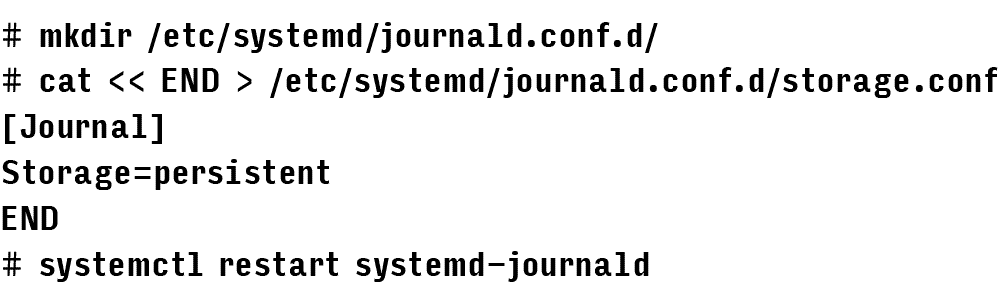 # mkdir /etc/systemd/journald.conf.d/
# cat << END > /etc/systemd/journald.conf.d/storage.conf
[Journal]
Storage=persistent
END
# systemctl restart systemd-journald